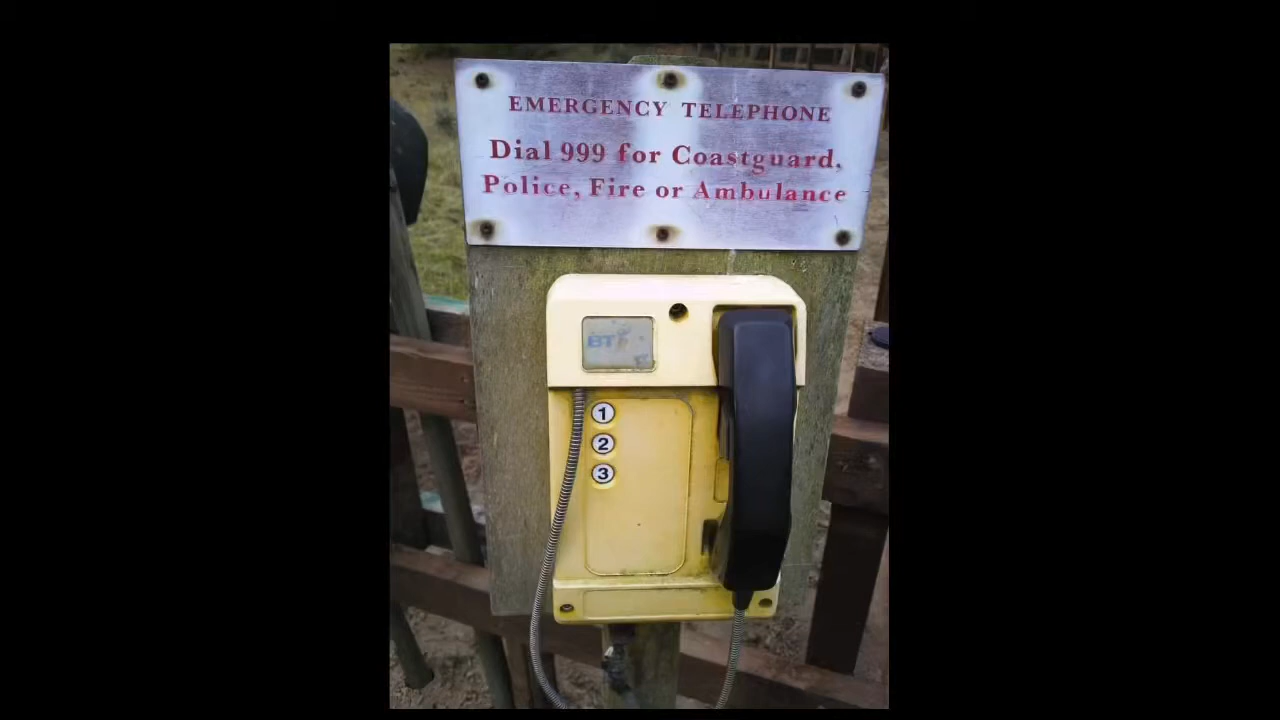 EMERGENCY TELEPHONE
Dial 999 for Coastguard,
Police, Fire or Ambulance
BT
1
2
3